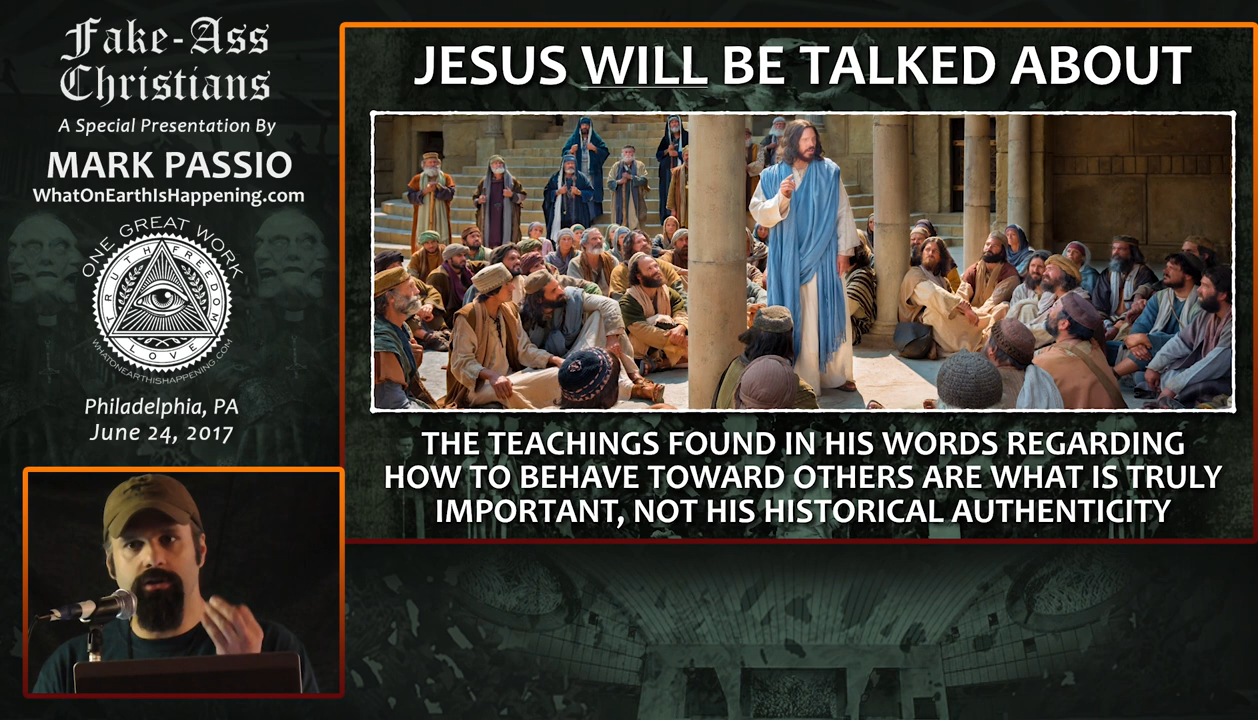 Fake-Ass
Christians
A Special Presentation By
MARK PASSIO
WhatOnEarthIsHappening.com
ONE GREAT WORK
TRUTH FREEDOM
LOVE
WHATONEARTHISHAPPENING.COM
Philadelphia, PA
June 24, 2017
JESUS WILL BE TALKED ABOUT
THE TEACHINGS FOUND IN HIS WORDS REGARDING
HOW TO BEHAVE TOWARD OTHERS ARE WHAT IS TRULY
IMPORTANT, NOT HIS HISTORICAL AUTHENTICITY